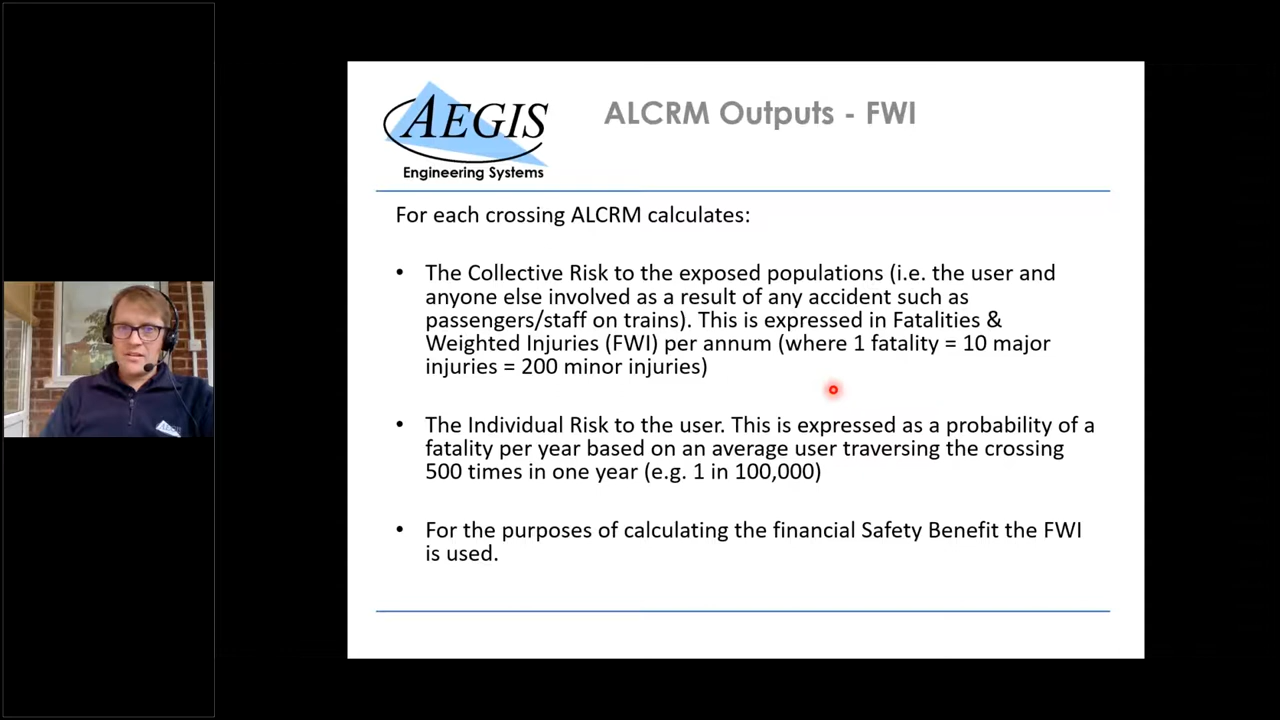 AEGIS
Engineering Systems
ALCRM Outputs - FWI
For each crossing ALCRM calculates:
• The Collective Risk to the exposed populations (i.e. the user and
anyone else involved as a result of any accident such as
passengers/staff on trains). This is expressed in Fatalities &
Weighted Injuries (FWI) per annum (where 1 fatality = 10 major
injuries = 200 minor injuries)
• The Individual Risk to the user. This is expressed as a probability of a
fatality per year based on an average user traversing the crossing
500 times in one year (e.g. 1 in 100,000)
• For the purposes of calculating the financial Safety Benefit the FWI
is used.